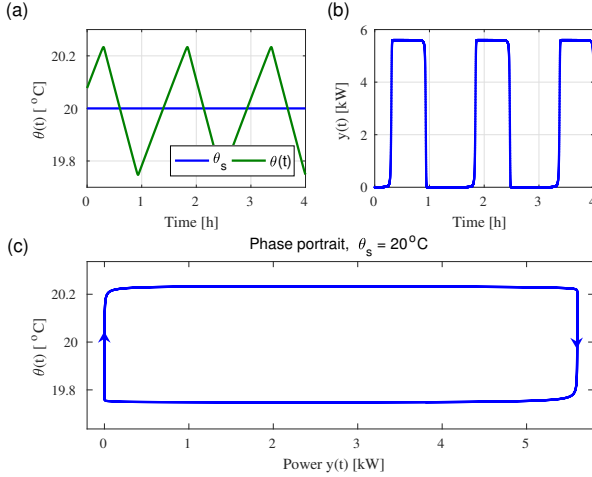 (a)
θ(t) [ °C]
20.2
20
19.8
0 1 2 3 4
Time [h]
θs θ(t)
(b)
y(t) [kW]
6
4
2
0
0 1 2 3 4
Time [h]
(c)
Phase portrait, θs = 20°C
θ(t) [ °C]
20.2
20
19.8
0 1 2 3 4 5
Power y(t) [kW]